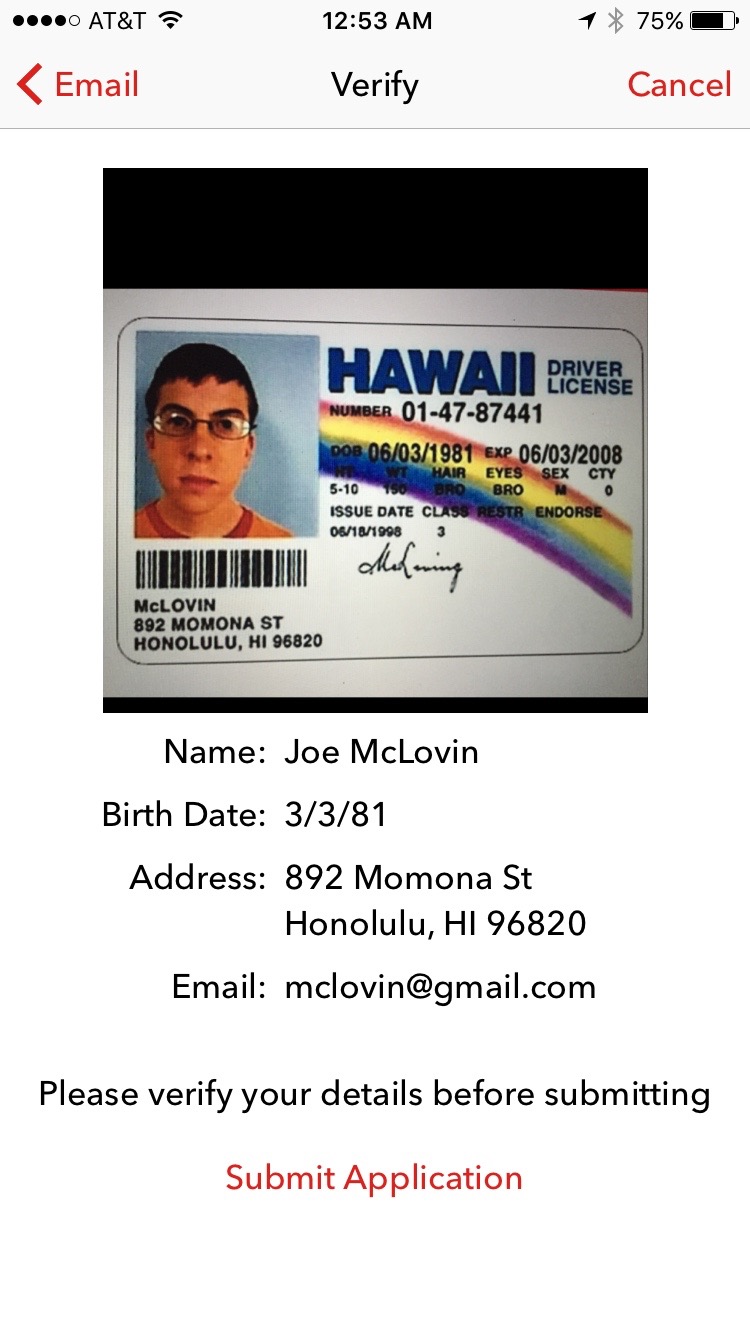 AT&T 12:53 AM 75%
Email Verify Cancel
HAWAII DRIVER LICENSE
NUMBER 01-47-87441
DOB 06/03/1981 EXP 06/03/2008
HT WT HAIR EYES SEX CTY
5-10 150 BRO BRO M 0
ISSUE DATE CLASS RESTR ENDORSE
06/18/1998 3
McLOVIN
892 MOMONA ST
HONOLULU, HI 96820
Name: Joe McLovin
Birth Date: 3/3/81
Address: 892 Momona St
Honolulu, HI 96820
Email: mclovin@gmail.com
Please verify your details before submitting
Submit Application